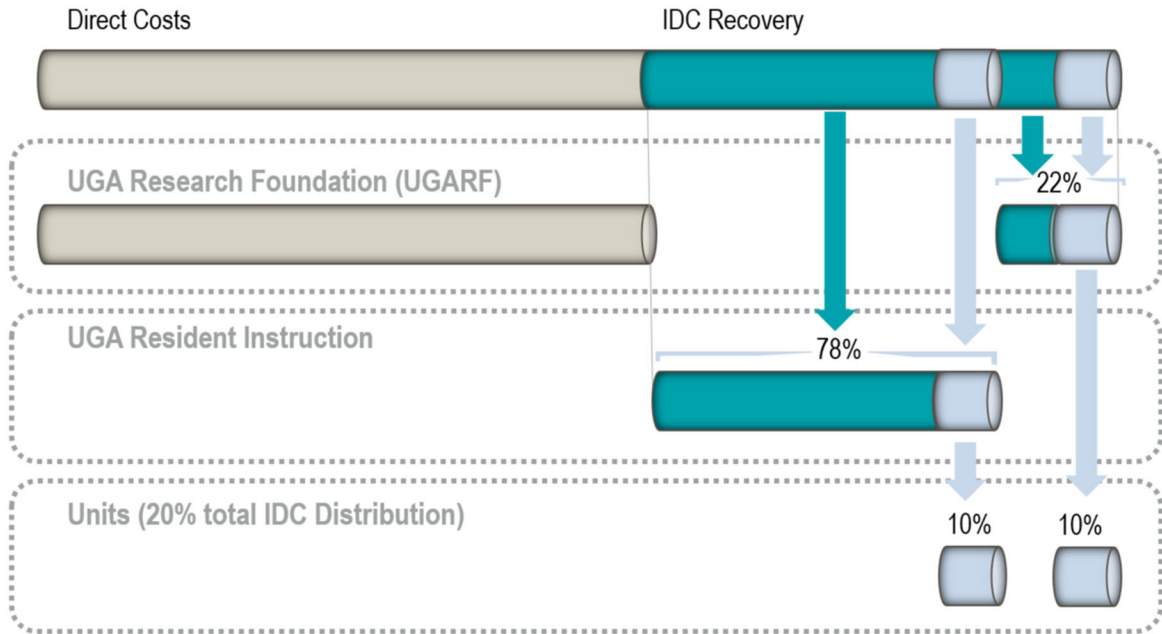 Direct Costs
IDC Recovery
UGA Research Foundation (UGARF)
22%
UGA Resident Instruction
78%
Units (20% total IDC Distribution)
10%
10%